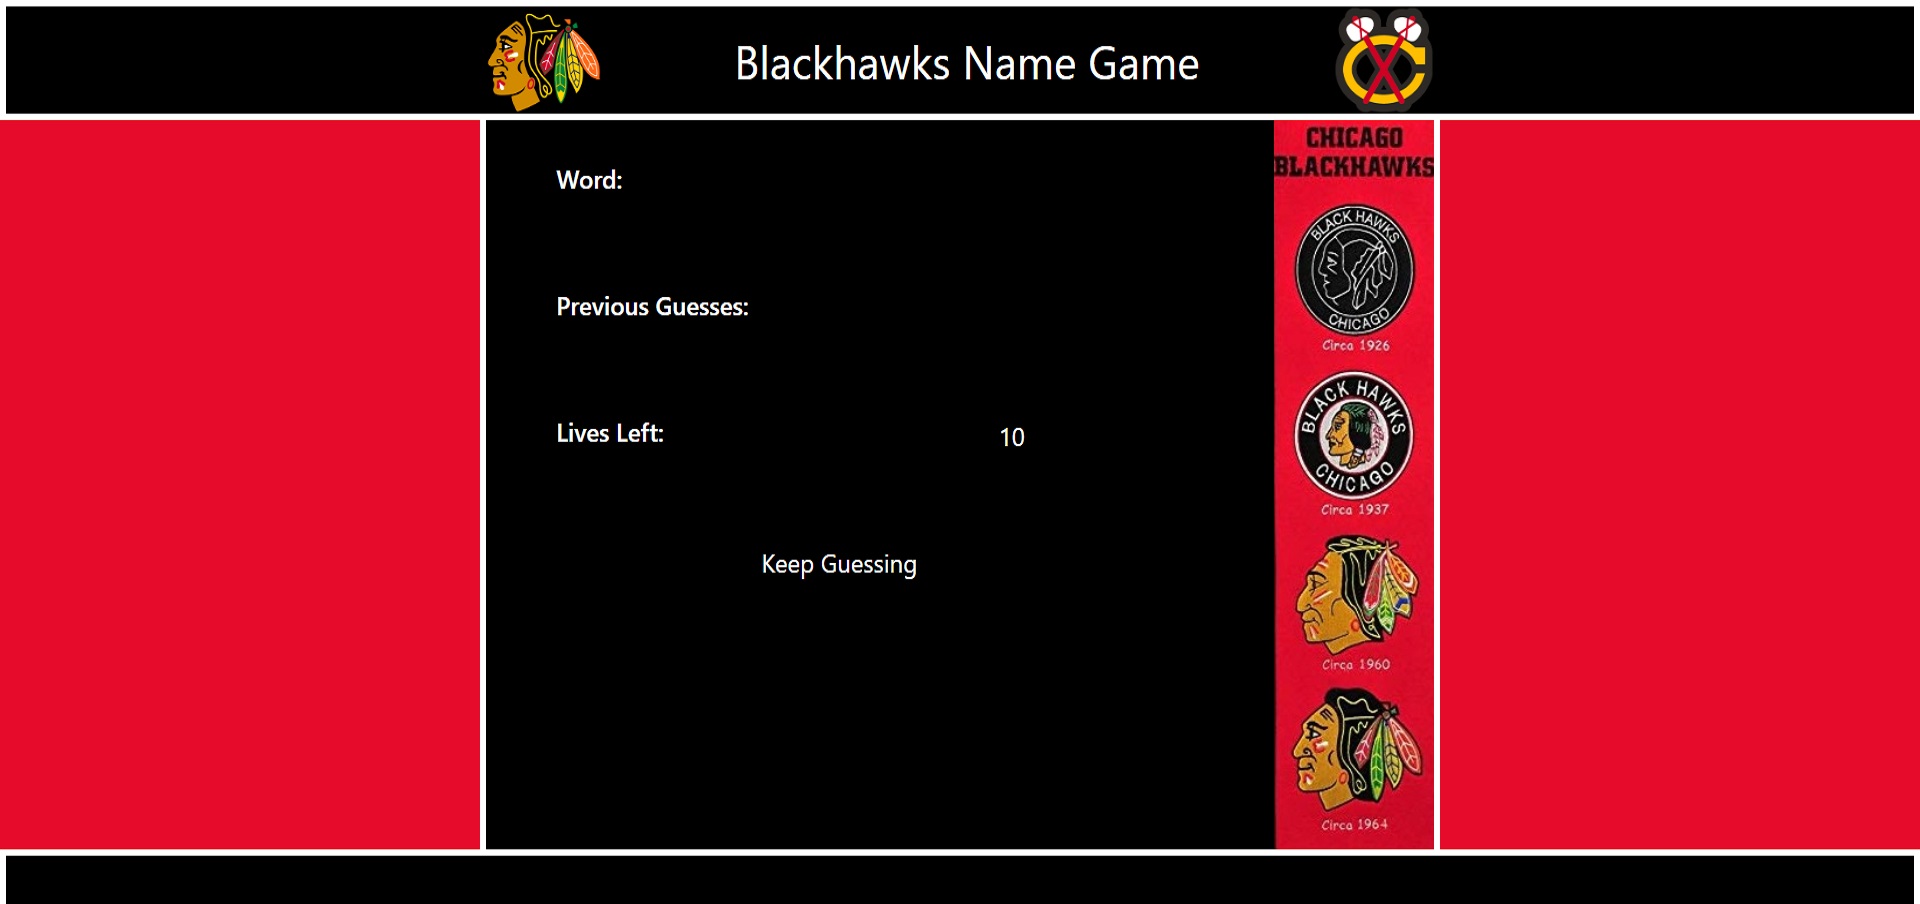 Blackhawks Name Game
Word:
Previous Guesses:
Lives Left:
10
Keep Guessing
CHICAGO
BLACKHAWKS
BLACK HAWKS
CHICAGO
Circa 1926
BLACK HAWKS
CHICAGO
Circa 1937
Circa 1960
Circa 1964